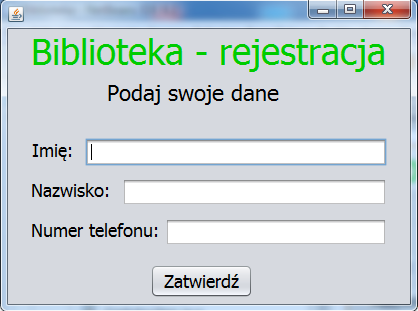 Biblioteka - rejestracja
Podaj swoje dane
Imię:
Nazwisko:
Numer telefonu:
Zatwierdź